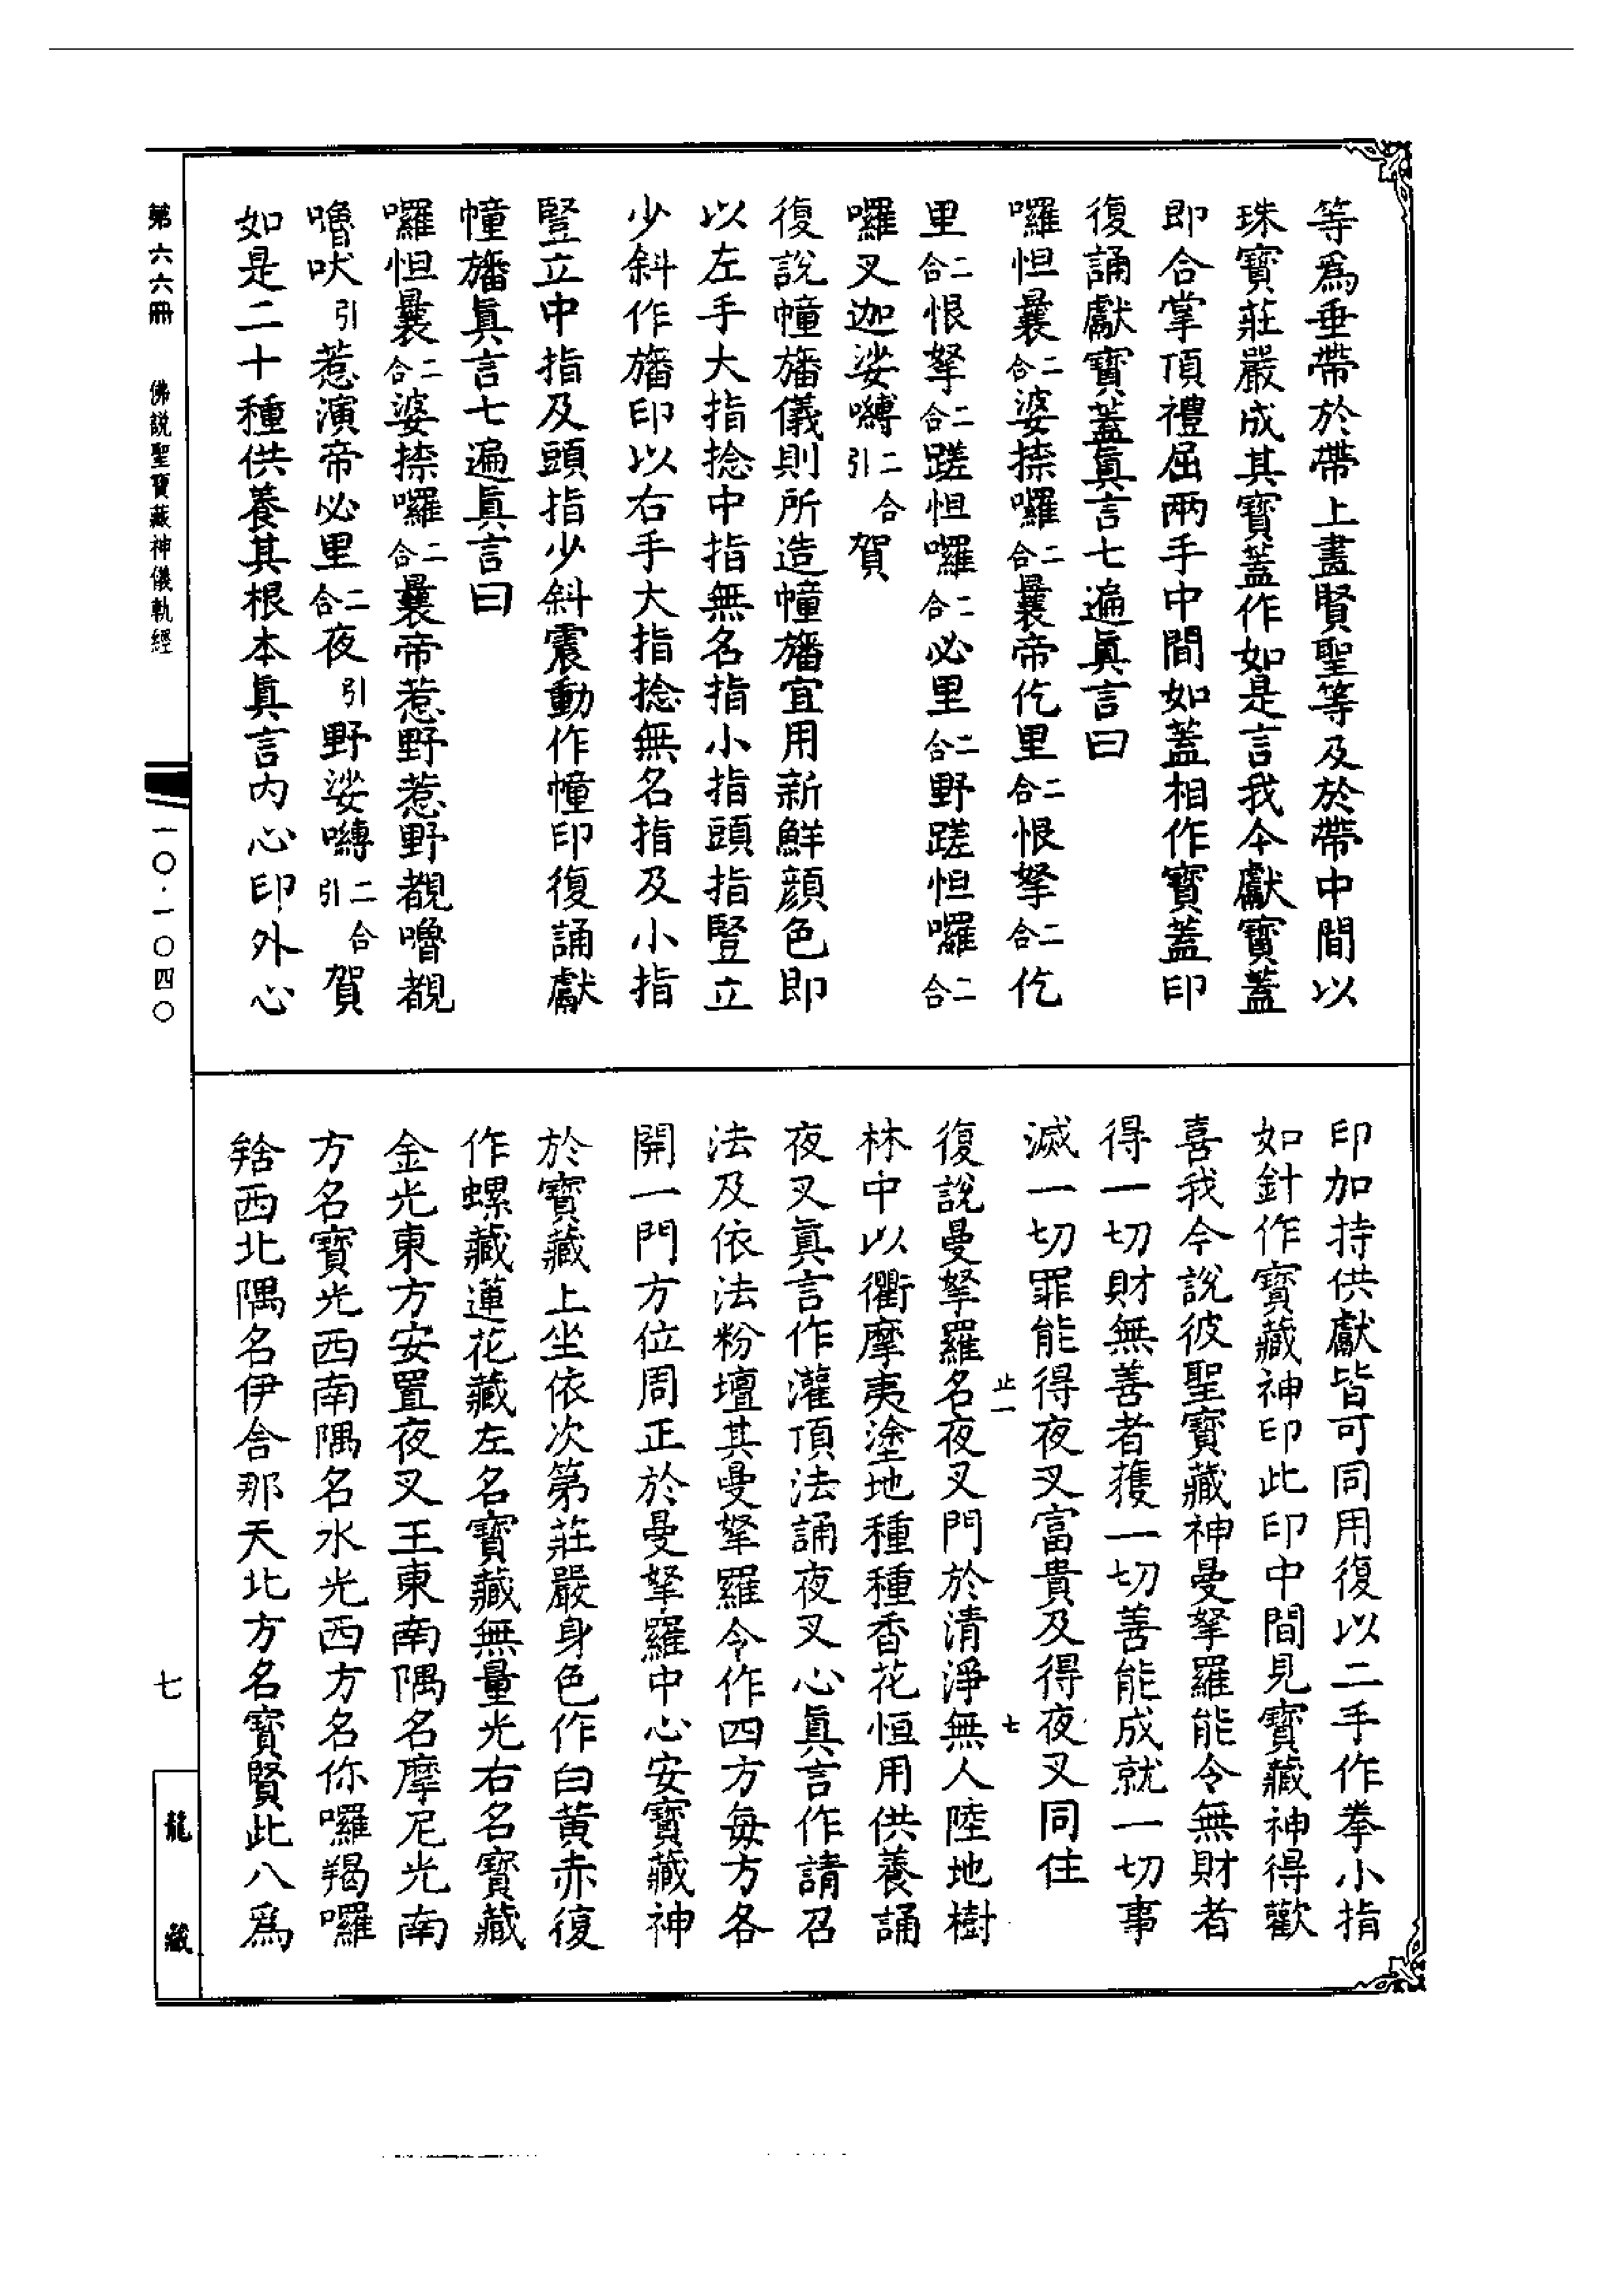 等爲垂帶於帶上畫賢聖等及於帶中間以
珠寶莊嚴成其寶蓋作如是言我今獻寶蓋
即合掌頂禮屈兩手中間如蓋相作寶蓋印
復誦獻寶蓋眞言七遍眞言曰
囉怛曩二合婆捺囉二合曩帝仡里二合恨拏二合仡
里二合恨拏二合蹉怛囉二合必里二合野蹉怛囉二合
囉叉迦娑嚩二合引賀
復說幢旛儀則所造幢旛宜用新鮮顏色即
以左手大指捻中指無名指小指頭指豎立
少斜作旛印以右手大指捻無名指及小指
豎立中指及頭指少斜震動作幢印復誦獻
幢旛眞言七遍眞言曰
囉怛曩二合婆捺囉二合曩帝惹野惹野覩嚕覩
嚕吠引惹演帝必里二合夜引野娑嚩二合引賀
如是二十種供養其根本眞言內心印外心
印加持供獻皆可同用復以二手作拳小指
如針作寶藏神印此印中間見寶藏神得歡
喜我今說彼聖寶藏神曼拏羅能令無財者
得一切財無善者獲一切善能成就一切事
滅一切罪能得夜叉富貴及得夜叉同住
止一 七
復說曼拏羅名夜叉門於清淨無人陸地樹
林中以衢摩夷塗地種種香花恒用供養誦
夜叉眞言作灌頂法誦夜叉心眞言作請召
法及依法粉壇其曼拏羅令作四方每方各
開一門方位周正於曼拏羅中心安寶藏神
於寶藏上坐依次第莊嚴身色作白黃赤復
作螺藏蓮花藏左名寶藏無量光右名寶藏
金光東方安置夜叉王東南隅名摩尼光南
方名寶光西南隅名水光西方名你囉羯囉
捨西北隅名伊舍那天北方名寶賢此八爲
第六六冊 佛説聖寶藏神儀軌經
一〇·一〇四〇
七
龍藏